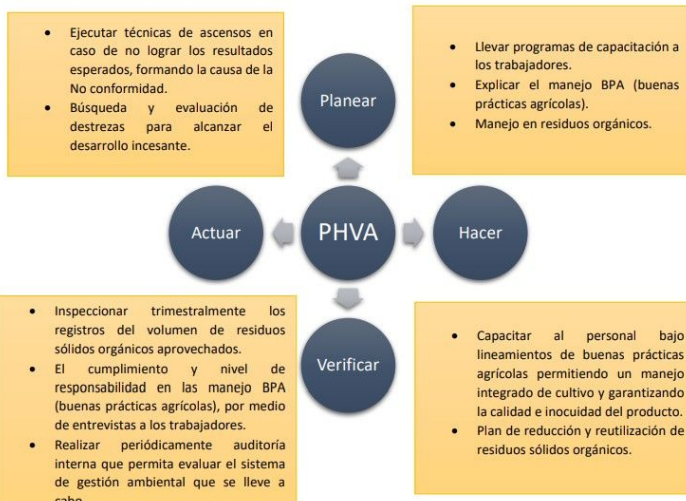 • Ejecutar técnicas de ascensos en
caso de no lograr los resultados
esperados, formando la causa de la
No conformidad.
• Búsqueda y evaluación de
destrezas para alcanzar el
desarrollo incesante.
Planear
• Llevar programas de capacitación a
los trabajadores.
• Explicar el manejo BPA (buenas
prácticas agrícolas).
• Manejo en residuos orgánicos.
Actuar
PHVA
Hacer
• Inspeccionar trimestralmente los
registros del volumen de residuos
sólidos orgánicos aprovechados.
• El cumplimiento y nivel de
responsabilidad en las manejo BPA
(buenas prácticas agrícolas), por medio
de entrevistas a los trabajadores.
• Realizar periódicamente auditoría
interna que permita evaluar el sistema
de gestión ambiental que se lleve a
cabo
Verificar
• Capacitar al personal bajo
lineamientos de buenas prácticas
agrícolas permitiendo un manejo
integrado de cultivo y garantizando
la calidad e inocuidad del producto.
• Plan de reducción y reutilización de
residuos sólidos orgánicos.